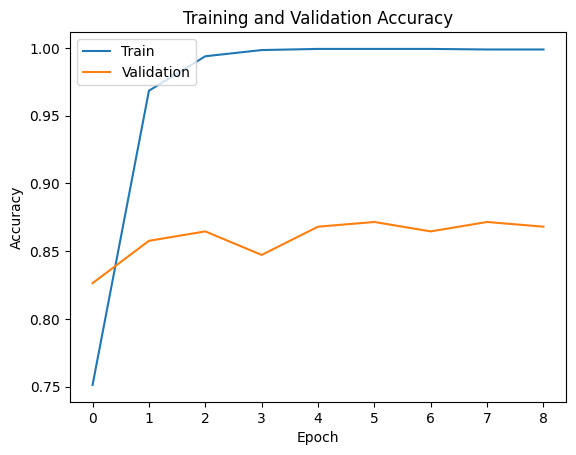 Training and Validation Accuracy
Train
Validation
1.00
0.95
0.90
0.85
0.80
0.75
Accuracy
0 1 2 3 4 5 6 7 8
Epoch